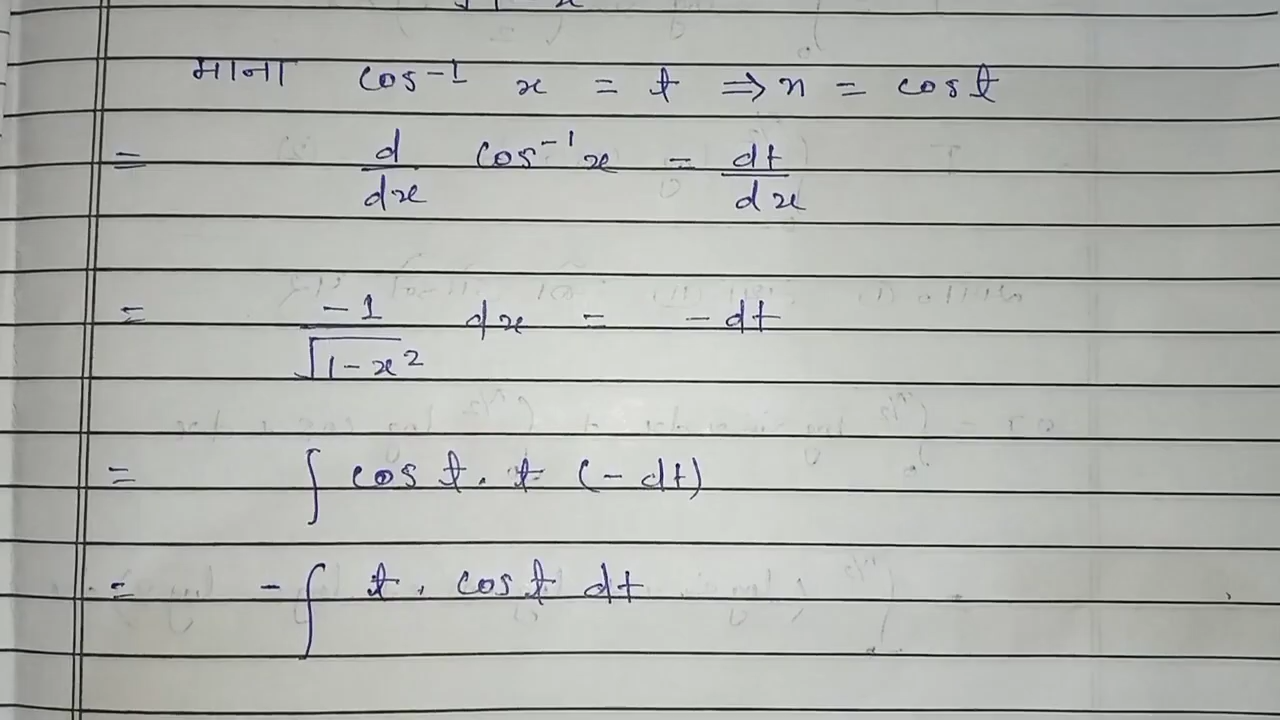 माना cos⁻¹ x = t ⇒ x = cos t
= d/dx cos⁻¹x = dt/dx
= -1/√1-x² dx = -dt
= ∫ cos t. t (-dt)
= -∫ t. cos t dt